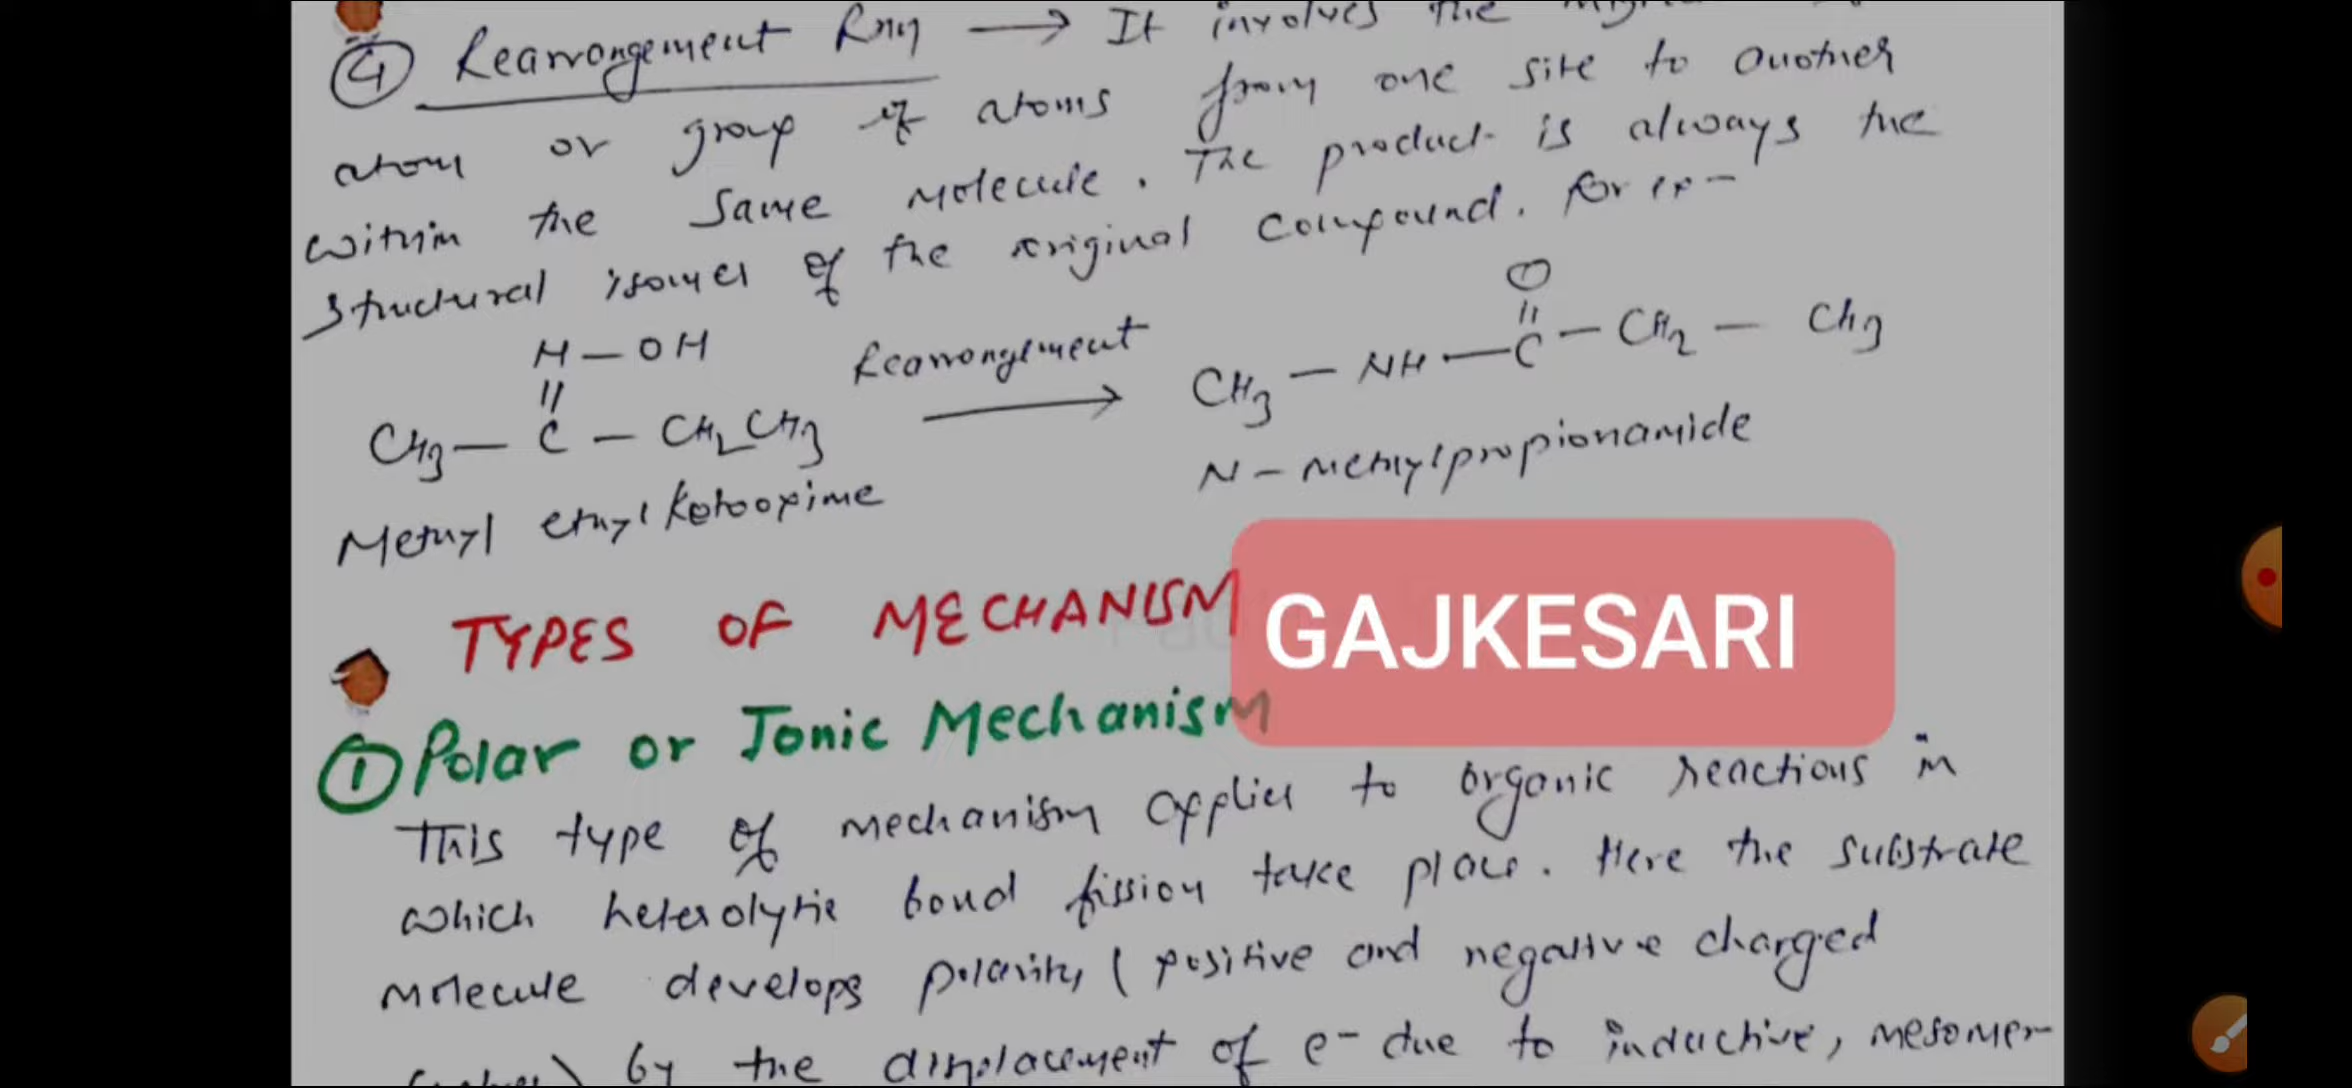 ④ Rearrangement Rxn → It involves the
atom or group of atoms from one site to another
within the same molecule. The product is always the
structural isomer of the original compound. for ex-
N-OH
||
CH3 - C - CH2CH3
Methyl ethyl Ketooxime
Rearrangement
→
O
||
CH3 - NH - C - CH2 - CH3
N-methylpropionamide
TYPES OF MECHANISM
GAJKESARI
① Polar or Ionic Mechanism
This type of mechanism applies to organic reactions in
which heterolytic bond fission take place. Here the substrate
molecule develops polarity (positive and negative charged
by the displacement of e- due to inductive, mesomer-